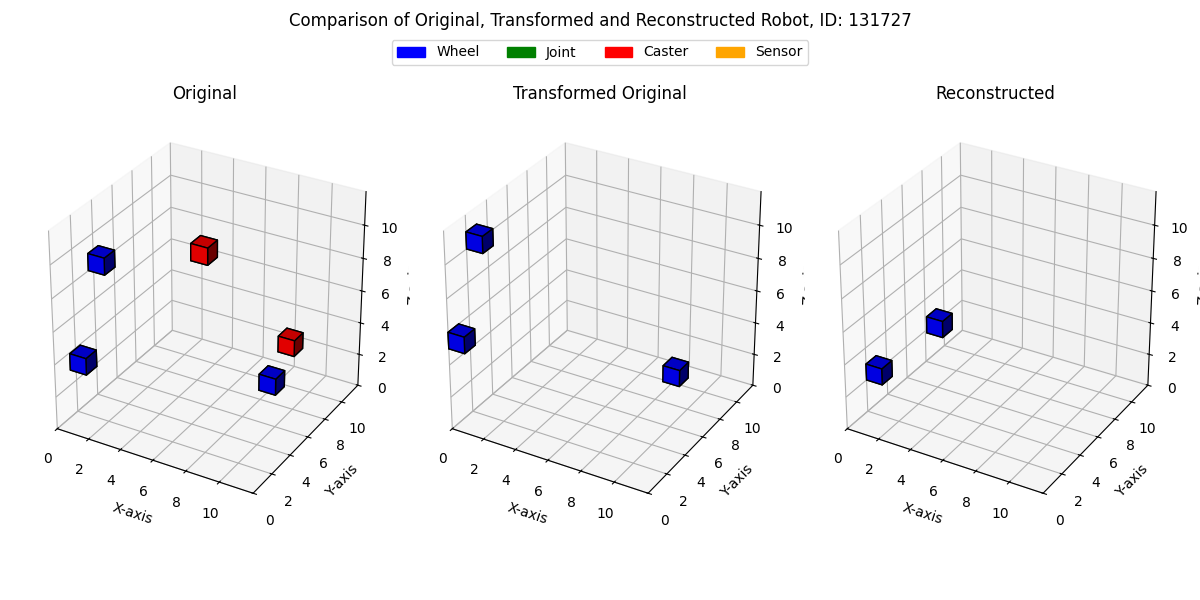 Comparison of Original, Transformed and Reconstructed Robot, ID: 131727
Wheel Joint Caster Sensor
Original Transformed Original Reconstructed
10 10 10
8 8 8
6 6 6
4 4 4
2 2 2
0 0 0
10 10 10
8 8 8
6 6 6
4 4 4
2 2 2
0 0 0
0 2 4 6 8 10 0 2 4 6 8 10 0 2 4 6 8 10
X-axis Y-axis X-axis Y-axis X-axis Y-axis